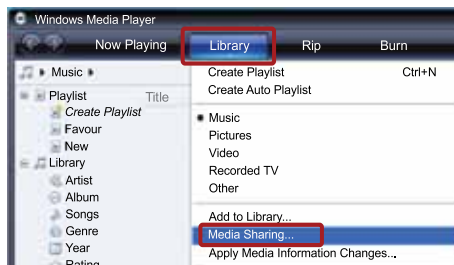 Windows Media Player
Now Playing Library Rip Burn
Music
Playlist Title
Create Playlist
Favour
New
Library
Artist
Album
Songs
Genre
Year
Rating
Create Playlist Ctrl+N
Create Auto Playlist
Music
Pictures
Video
Recorded TV
Other
Add to Library...
Media Sharing...
Apply Media Information Changes...